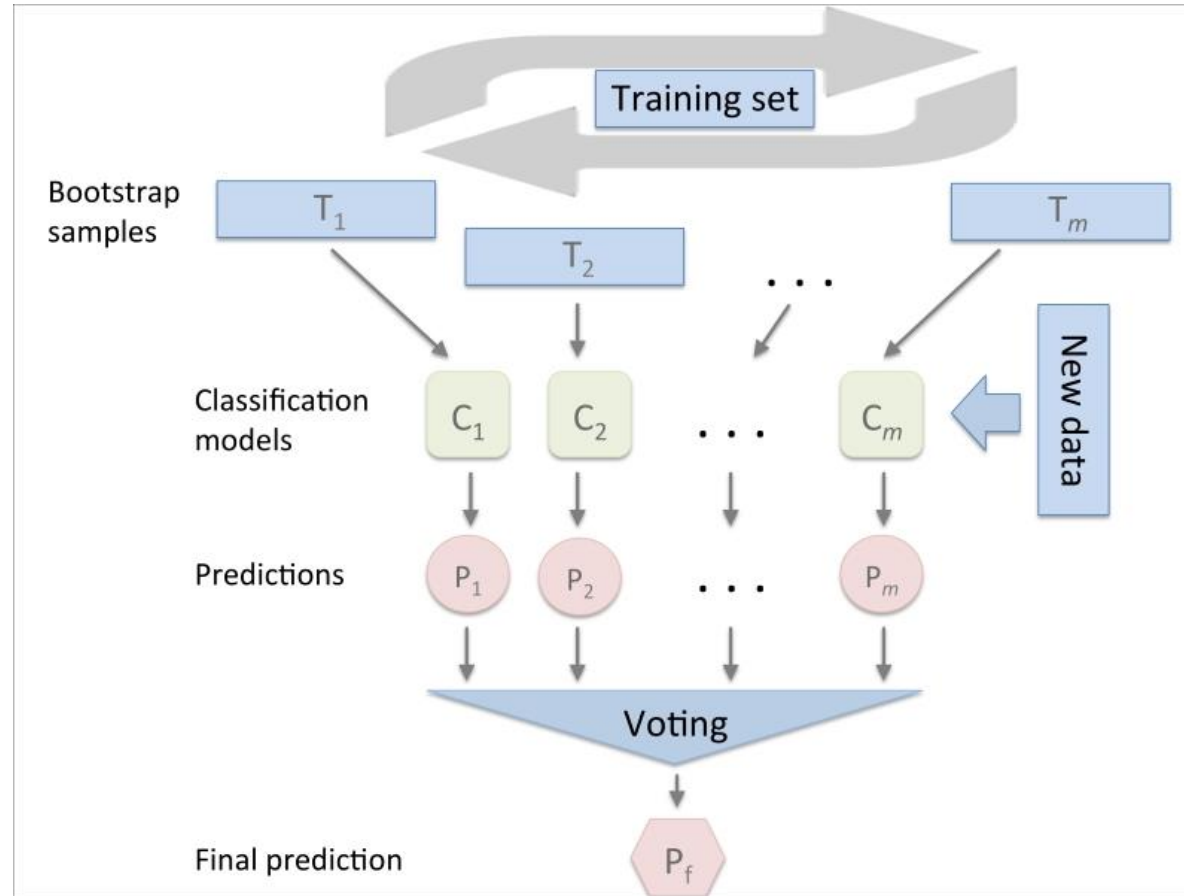 Training set
Bootstrap
samples
T1
T2
. . .
Tm
Classification
models
C1
C2
. . .
Cm
New data
Predictions
P1
P2
. . .
Pm
Voting
Final prediction
Pf